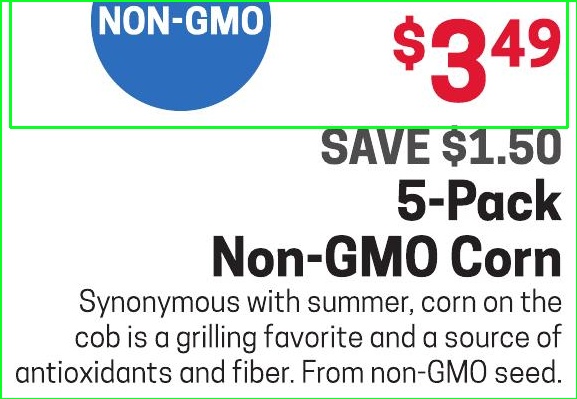 NON-GMO
$3.49
SAVE $1.50
5-Pack
Non-GMO Corn
Synonymous with summer, corn on the
cob is a grilling favorite and a source of
antioxidants and fiber. From non-GMO seed.